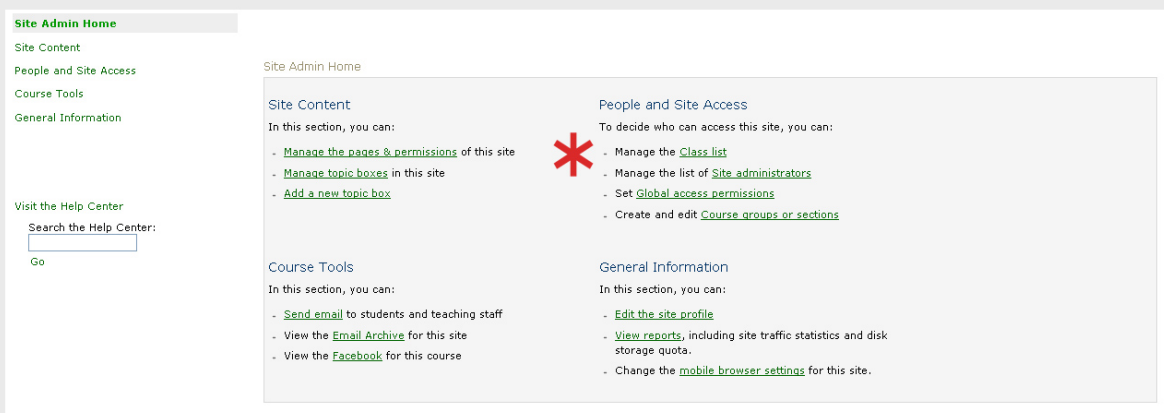 Site Admin Home
Site Content
People and Site Access
Course Tools
General Information
Visit the Help Center
Search the Help Center:
Go
Site Admin Home
Site Content
In this section, you can:
Manage the pages & permissions of this site
Manage topic boxes in this site
Add a new topic box
People and Site Access
To decide who can access this site, you can:
Manage the Class list
Manage the list of Site administrators
Set Global access permissions
Create and edit Course groups or sections
Course Tools
In this section, you can:
Send email to students and teaching staff
View the Email Archive for this site
View the Facebook for this course
General Information
In this section, you can:
Edit the site profile
View reports, including site traffic statistics and disk
storage quota.
Change the mobile browser settings for this site.